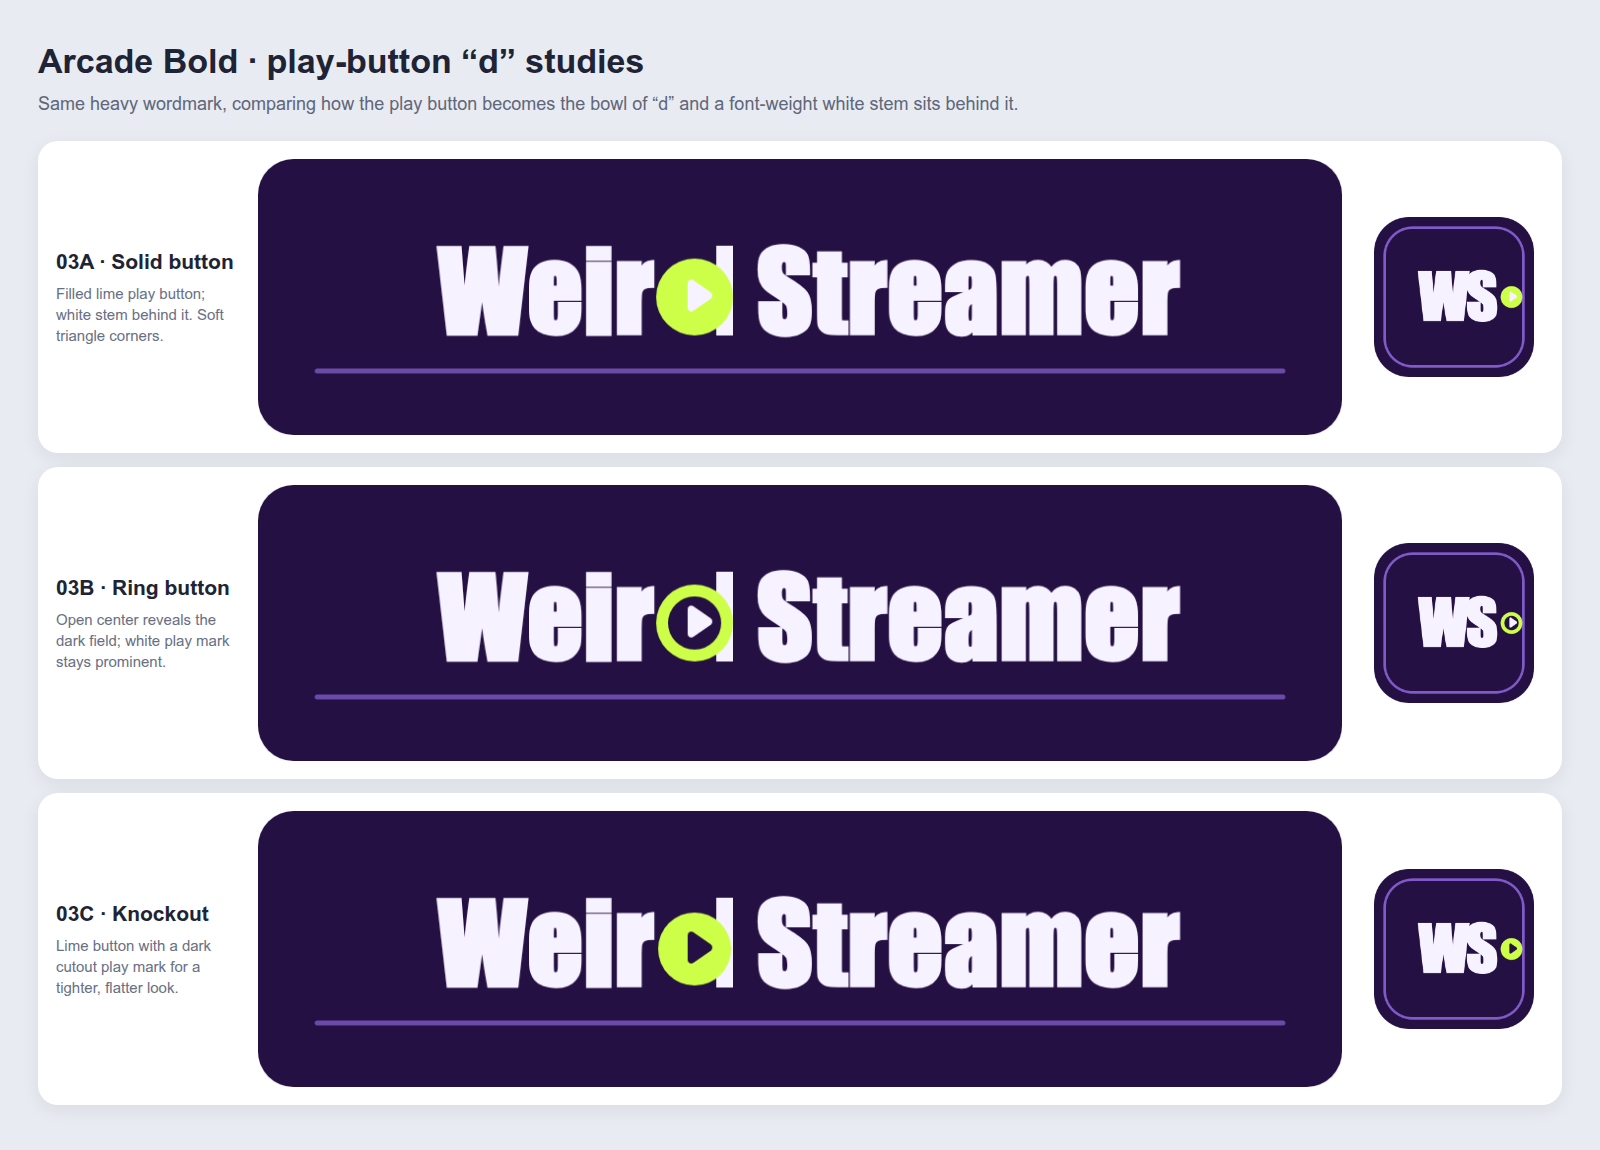 Arcade Bold · play-button “d” studies
Same heavy wordmark, comparing how the play button becomes the bowl of “d” and a font-weight white stem sits behind it.
03A · Solid button
Filled lime play button;
white stem behind it. Soft
triangle corners.
Weird Streamer
WS
03B · Ring button
Open center reveals the
dark field; white play mark
stays prominent.
Weird Streamer
WS
03C · Knockout
Lime button with a dark
cutout play mark for a
tighter, flatter look.
Weird Streamer
WS